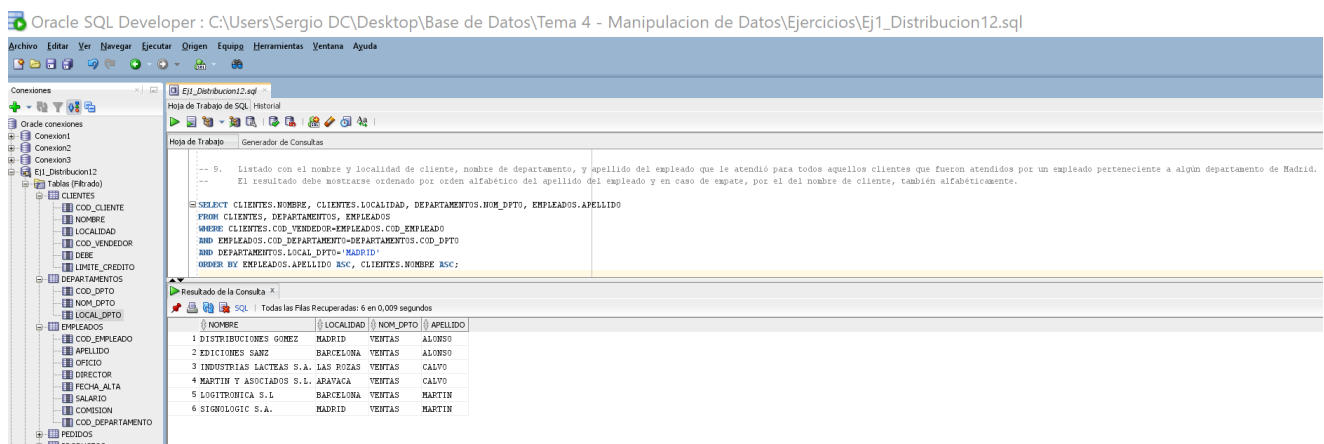 Oracle SQL Developer : C:\Users\Sergio DC\Desktop\Base de Datos\Tema 4 - Manipulacion de Datos\Ejercicios\Ej1_Distribucion12.sql
Archivo Editar Ver Navegar Ejecutar Origen Equipo Herramientas Ventana Ayuda
Conexiones
Oracle conexiones
Conexion1
Conexion2
Conexion3
Ej1_Distribucion12
Tablas (Filtrado)
CLIENTES
COD_CLIENTE
NOMBRE
LOCALIDAD
COD_VENDEDOR
DEBE
LIMITE_CREDITO
DEPARTAMENTOS
COD_DPTO
NOM_DPTO
LOCAL_DPTO
EMPLEADOS
COD_EMPLEADO
APELLIDO
OFICIO
DIRECTOR
FECHA_ALTA
SALARIO
COMISION
COD_DEPARTAMENTO
PEDIDOS
Ej1_Distribucion12.sql
Hoja de Trabajo de SQL Historial
Hoja de Trabajo Generador de Consultas
-- 9. Listado con el nombre y localidad de cliente, nombre de departamento, y apellido del empleado que le atendió para todos aquellos clientes que fueron atendidos por un empleado perteneciente a algún departamento de Madrid.
-- El resultado debe mostrarse ordenado por orden alfabético del apellido del empleado y en caso de empate, por el del nombre de cliente, también alfabéticamente.
SELECT CLIENTES.NOMBRE, CLIENTES.LOCALIDAD, DEPARTAMENTOS.NOM_DPTO, EMPLEADOS.APELLIDO
FROM CLIENTES, DEPARTAMENTOS, EMPLEADOS
WHERE CLIENTES.COD_VENDEDOR=EMPLEADOS.COD_EMPLEADO
AND EMPLEADOS.COD_DEPARTAMENTO=DEPARTAMENTOS.COD_DPTO
AND DEPARTAMENTOS.LOCAL_DPTO='MADRID'
ORDER BY EMPLEADOS.APELLIDO ASC, CLIENTES.NOMBRE ASC;
Resultado de la Consulta
SQL | Todas las Filas Recuperadas: 6 en 0,009 segundos
NOMBRE LOCALIDAD NOM_DPTO APELLIDO
1 DISTRIBUCIONES GOMEZ MADRID VENTAS ALONSO
2 EDICIONES SANZ BARCELONA VENTAS ALONSO
3 INDUSTRIAS LACTEAS S.A. LAS ROZAS VENTAS CALVO
4 MARTIN Y ASOCIADOS S.L. ARAVACA VENTAS CALVO
5 LOGITRONICA S.L BARCELONA VENTAS MARTIN
6 SIGNOLOGIC S.A. MADRID VENTAS MARTIN